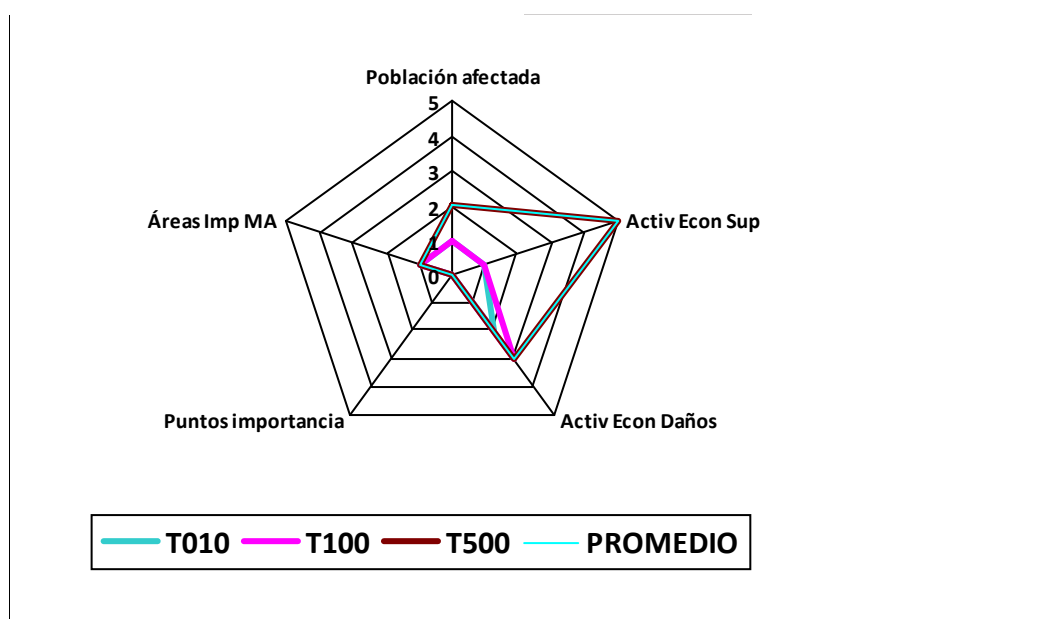 Población afectada
5
4
3
2
1
0
Áreas Imp MA
Activ Econ Sup
Puntos importancia
Activ Econ Daños
T010 T100 T500 PROMEDIO